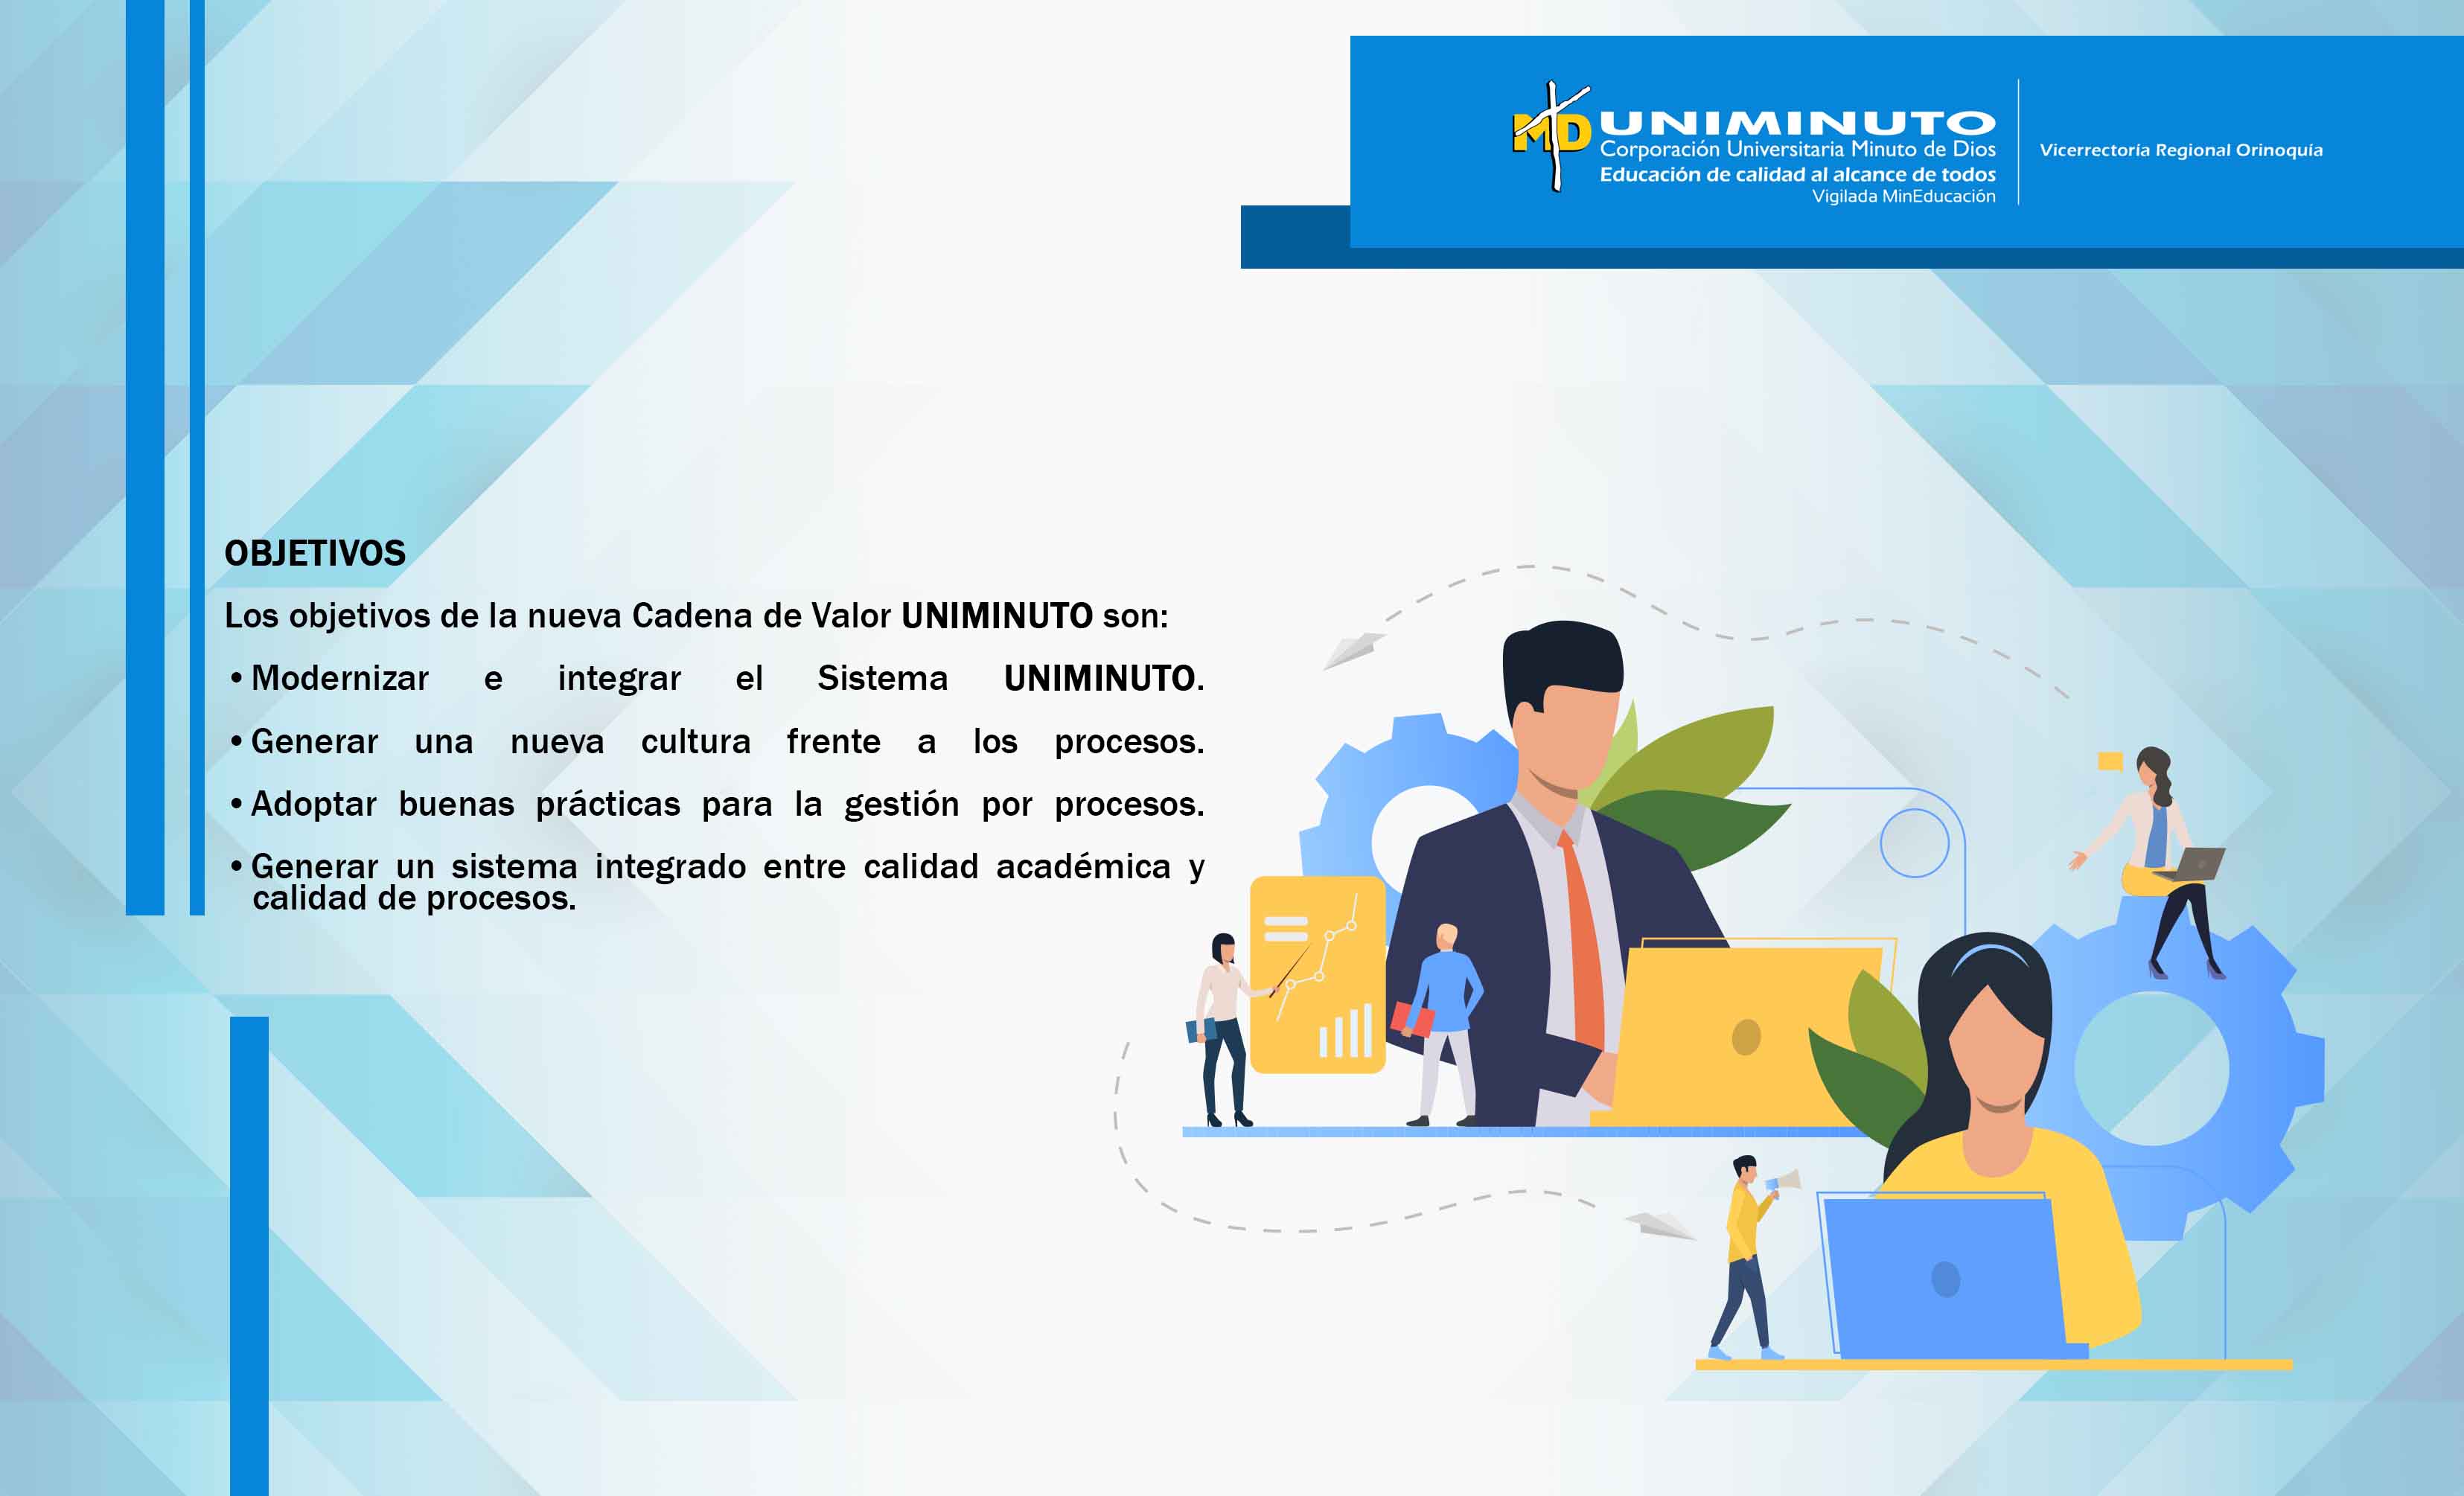 MD UNIMINUTO
Corporación Universitaria Minuto de Dios
Educación de calidad al alcance de todos
Vigilada MinEducación
Vicerrectoría Regional Orinoquía
OBJETIVOS
Los objetivos de la nueva Cadena de Valor UNIMINUTO son:
• Modernizar e integrar el Sistema UNIMINUTO.
• Generar una nueva cultura frente a los procesos.
• Adoptar buenas prácticas para la gestión por procesos.
• Generar un sistema integrado entre calidad académica y
calidad de procesos.